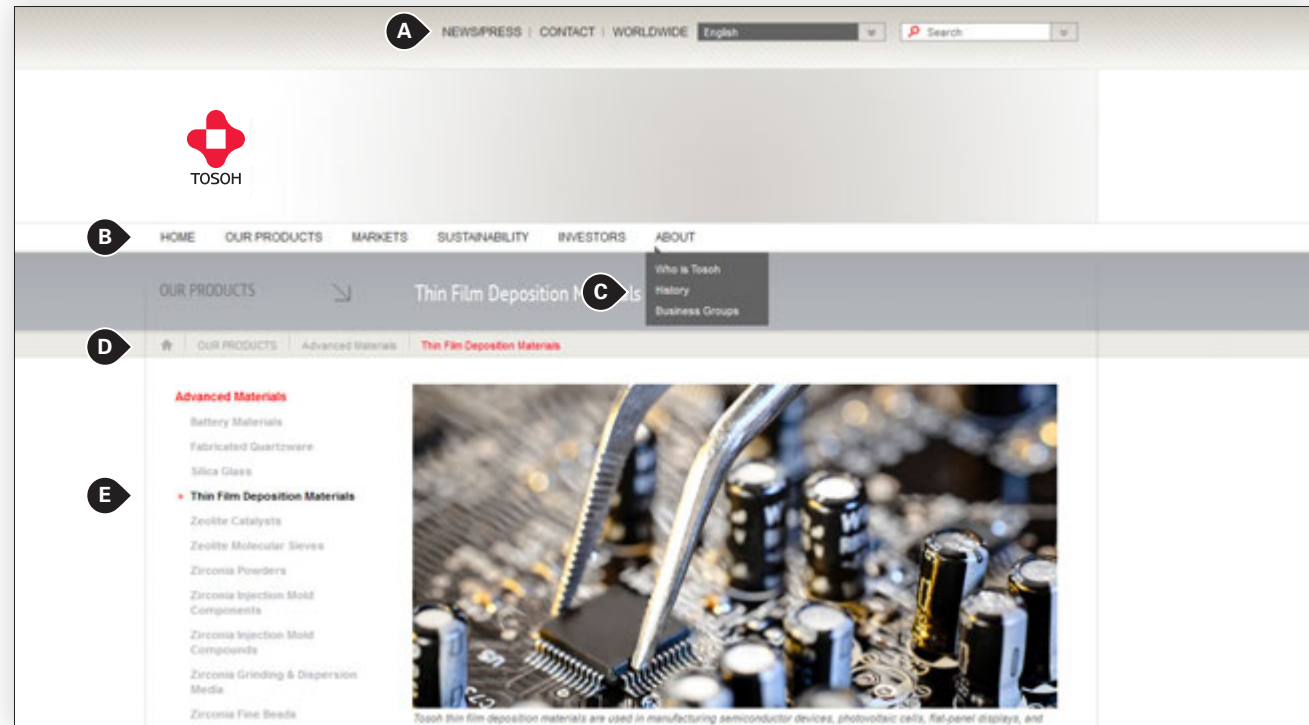 A
NEWS/PRESS | CONTACT | WORLDWIDE English Search
TOSOH
B
HOME OUR PRODUCTS MARKETS SUSTAINABILITY INVESTORS ABOUT
Who is Tosoh
OUR PRODUCTS Thin Film Deposition M els C History
Business Groups
D
OUR PRODUCTS Advanced Materials Thin Film Deposition Materials
Advanced Materials
Battery Materials
Fabricated Quartzware
Silica Glass
E
Thin Film Deposition Materials
Zeolite Catalysts
Zeolite Molecular Sieves
Zirconia Powders
Zirconia Injection Mold
Components
Zirconia Injection Mold
Compounds
Zirconia Grinding & Dispersion
Media
Zirconia Fine Beads
Tosoh thin film deposition materials are used in manufacturing semiconductor devices, photovoltaic cells, flat-panel displays, and